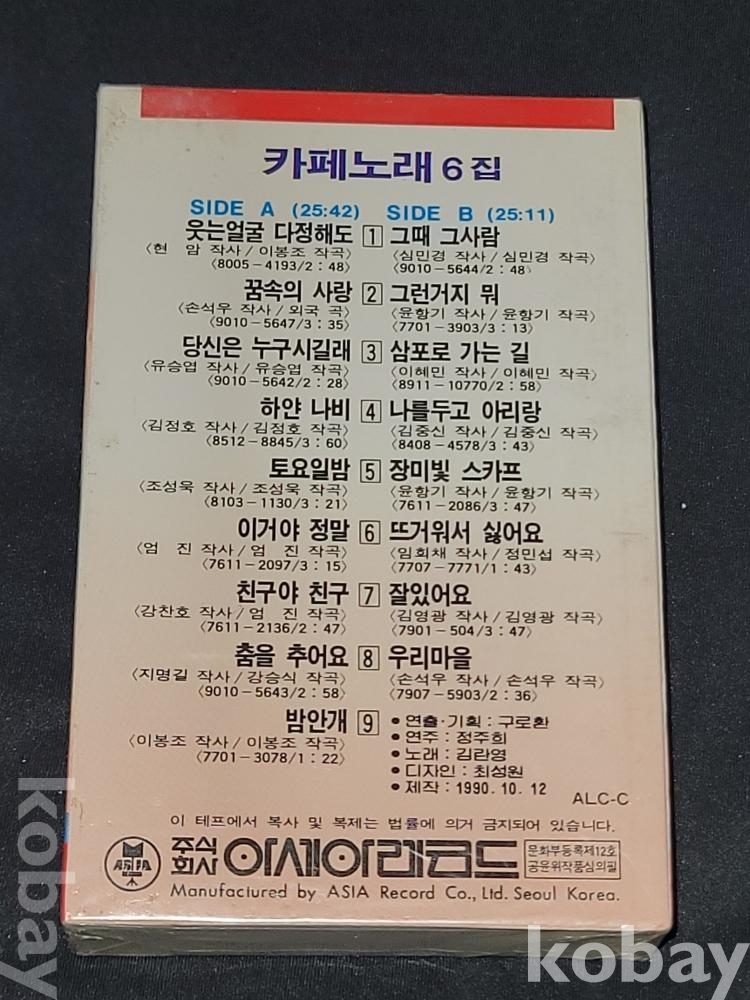 카페노래 6 집
SIDE A (25:42) SIDE B (25:11)
웃는얼굴 다정해도 1 그때 그사람
〈현 암 작사/이봉조 작곡〉 〈심민경 작사/심민경 작곡〉
〈8005-4193/2:48〉 〈9010-5644/2:48〉
꿈속의 사랑 2 그런거지 뭐
〈손석우 작사/외국 곡〉 〈윤항기 작사/윤항기 작곡〉
〈9010-5647/3:35〉 〈7701-3903/3:13〉
당신은 누구시길래 3 삼포로 가는 길
〈유승엽 작사/유승엽 작곡〉 〈이혜민 작사/이혜민 작곡〉
〈9010-5642/2:28〉 〈8911-10770/2:58〉
하얀 나비 4 나를두고 아리랑
〈김정호 작사/김정호 작곡〉 〈김중신 작사/김중신 작곡〉
〈8512-8845/3:60〉 〈8408-4578/3:43〉
토요일밤 5 장미빛 스카프
〈조성욱 작사/조성욱 작곡〉 〈윤항기 작사/윤항기 작곡〉
〈8103-1130/3:21〉 〈7611-2086/3:47〉
이거야 정말 6 뜨거워서 싫어요
〈엄 진 작사/엄 진 작곡〉 〈임희채 작사/정민섭 작곡〉
〈7611-2097/3:15〉 〈7707-7771/1:43〉
친구야 친구 7 잘있어요
〈강찬호 작사/엄 진 작곡〉 〈김영광 작사/김영광 작곡〉
〈7611-2136/2:47〉 〈7901-504/3:47〉
춤을 추어요 8 우리마을
〈지명길 작사/강승식 작곡〉 〈손석우 작사/손석우 작곡〉
〈9010-5643/2:58〉 〈7907-5903/2:36〉
밤안개 9
〈이봉조 작사/이봉조 작곡〉
〈7701-3078/1:22〉
•연출·기획:구로환
•연주:정주희
•노래:김란영
•디자인:최성원
•제작:1990.10.12
ALC-C
이 테프에서 복사 및 복제는 법률에 의거 금지되어 있습니다.
ASIA
주식회사 아세아레코드
문화부등록제12호
공윤위작품심의필
Manufactured by ASIA Record Co., Ltd. Seoul Korea.
kobay
kobay